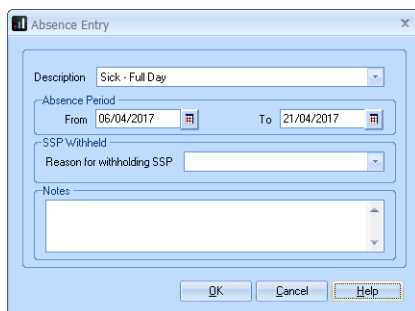 Absence Entry
Description Sick - Full Day
Absence Period
From 06/04/2017 To 21/04/2017
SSP Withheld
Reason for withholding SSP
Notes
OK Cancel Help